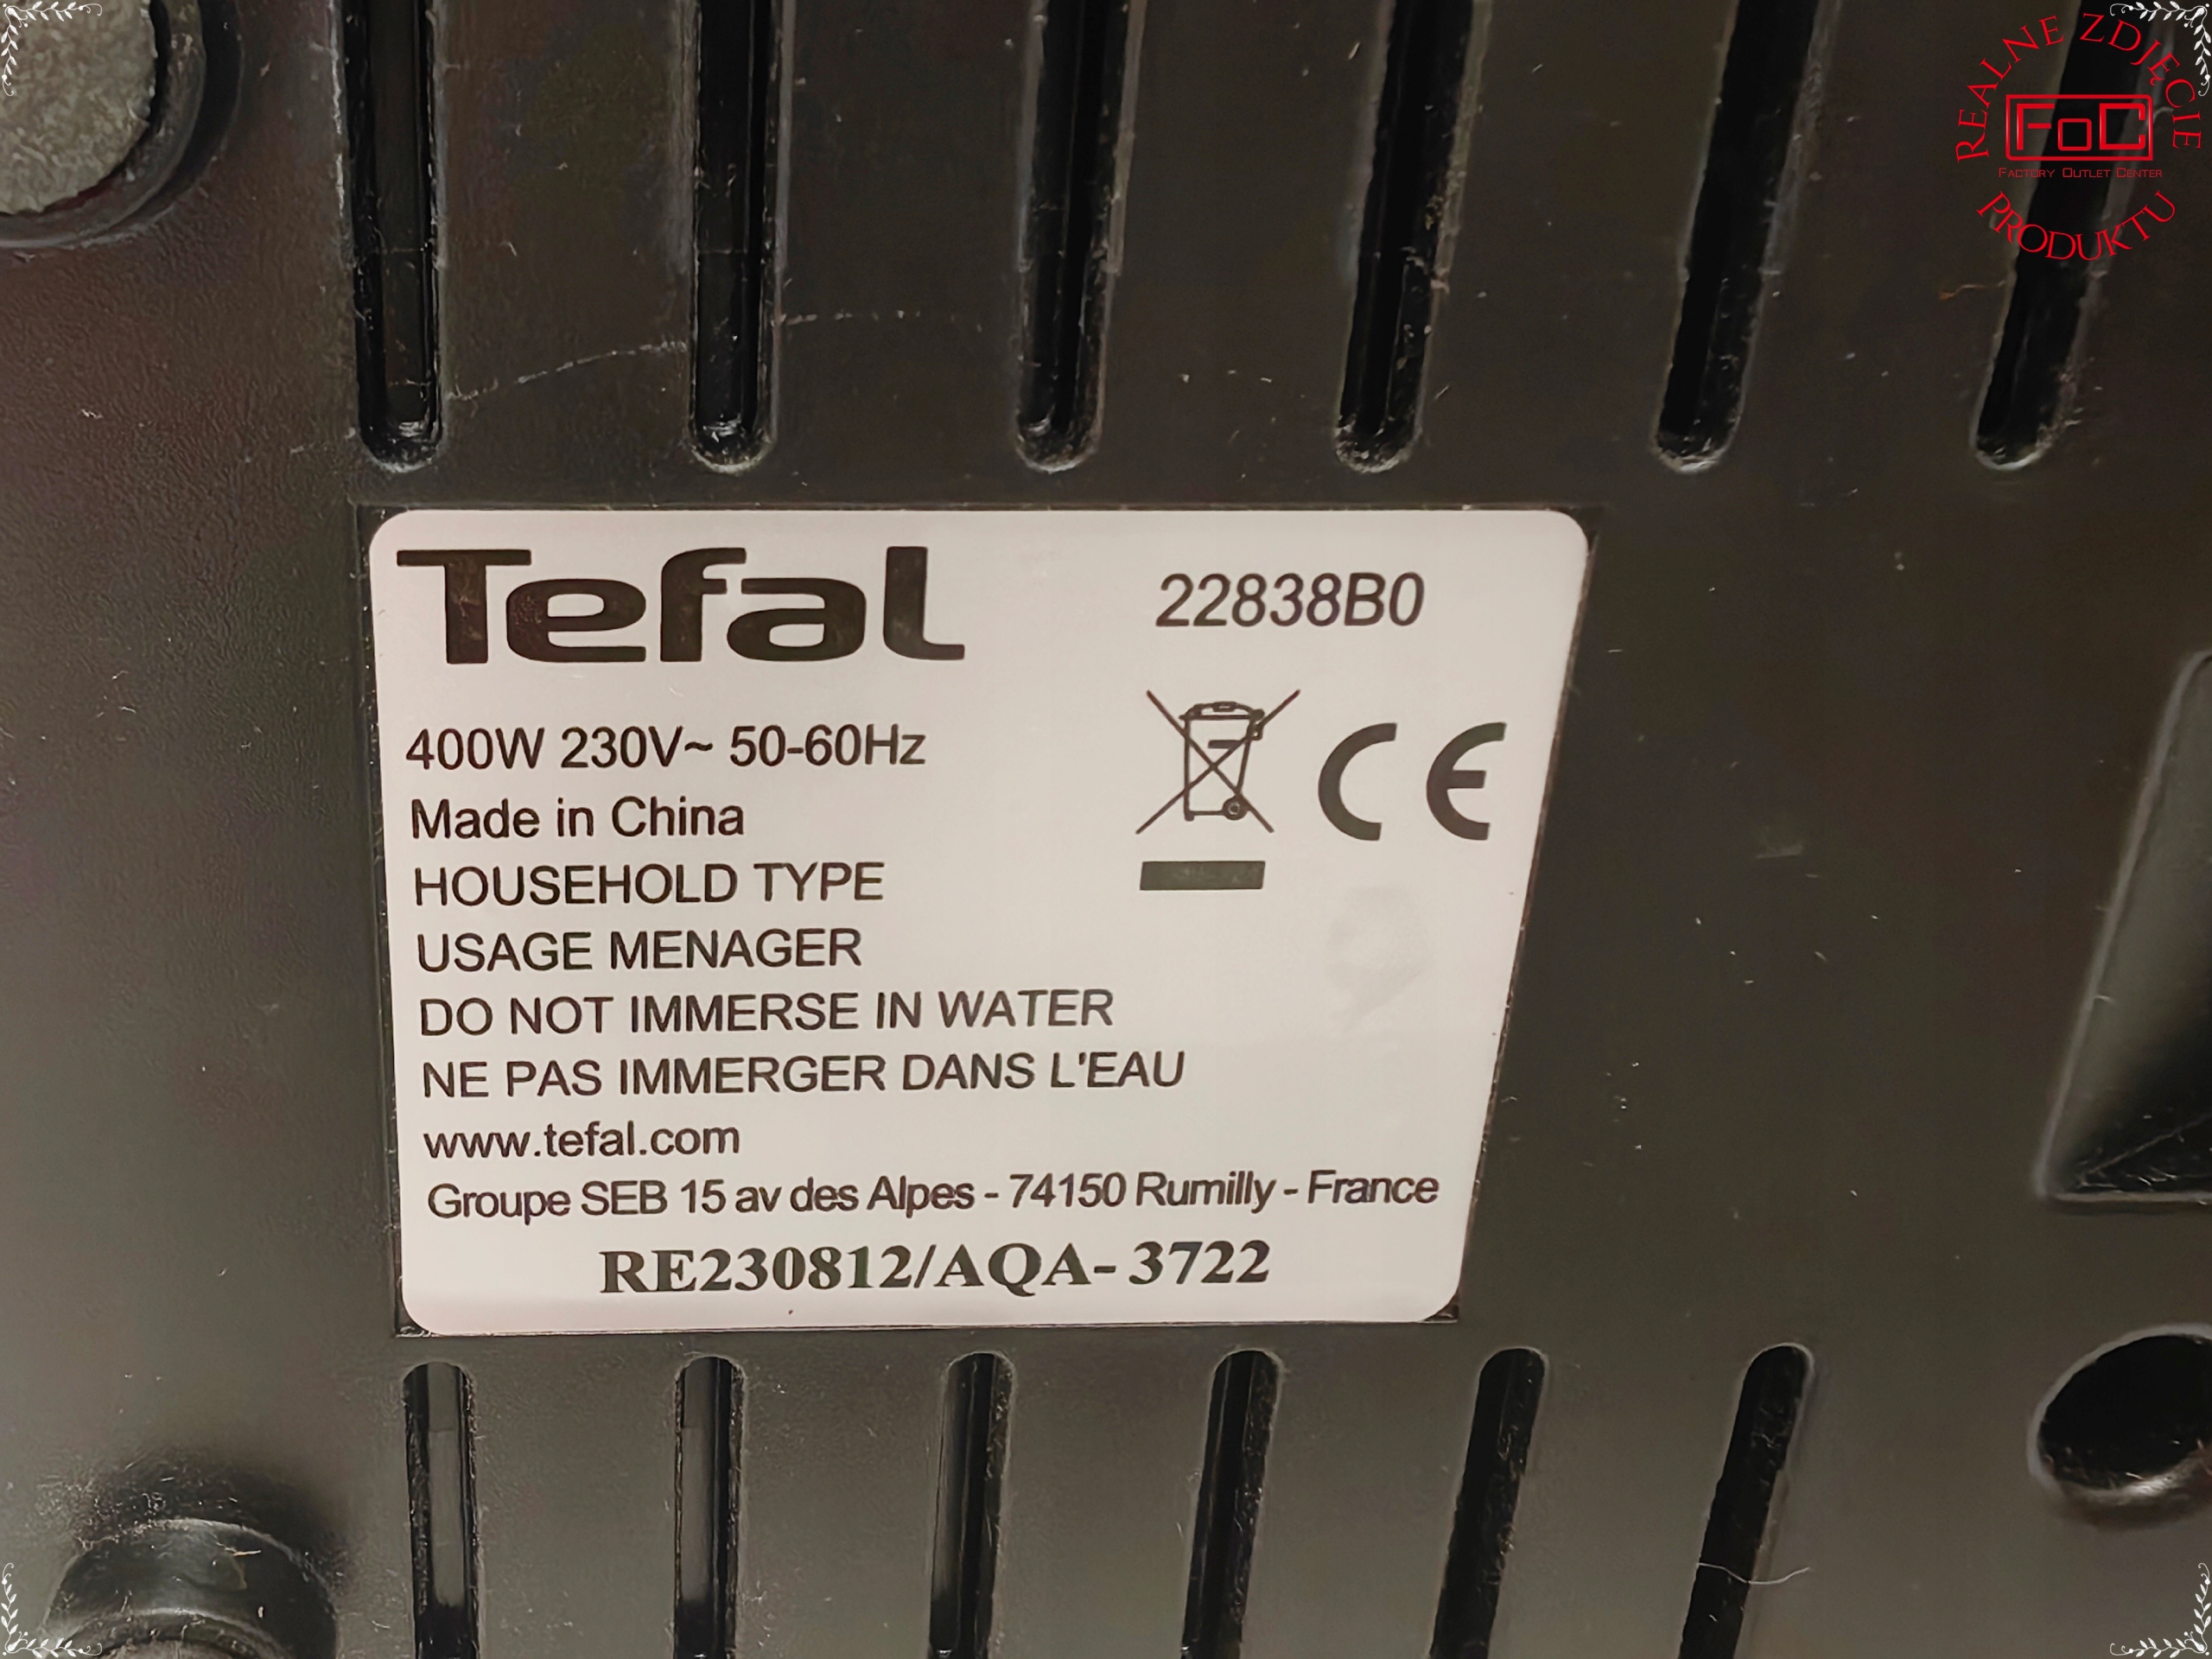 REALNE ZDJĘCIE
FoC
FACTORY OUTLET CENTER
PRODUKTU
Tefal
22838B0
400W 230V~ 50-60Hz
CE
Made in China
HOUSEHOLD TYPE
USAGE MENAGER
DO NOT IMMERSE IN WATER
NE PAS IMMERGER DANS L'EAU
www.tefal.com
Groupe SEB 15 av des Alpes - 74150 Rumilly - France
RE230812/AQA-3722